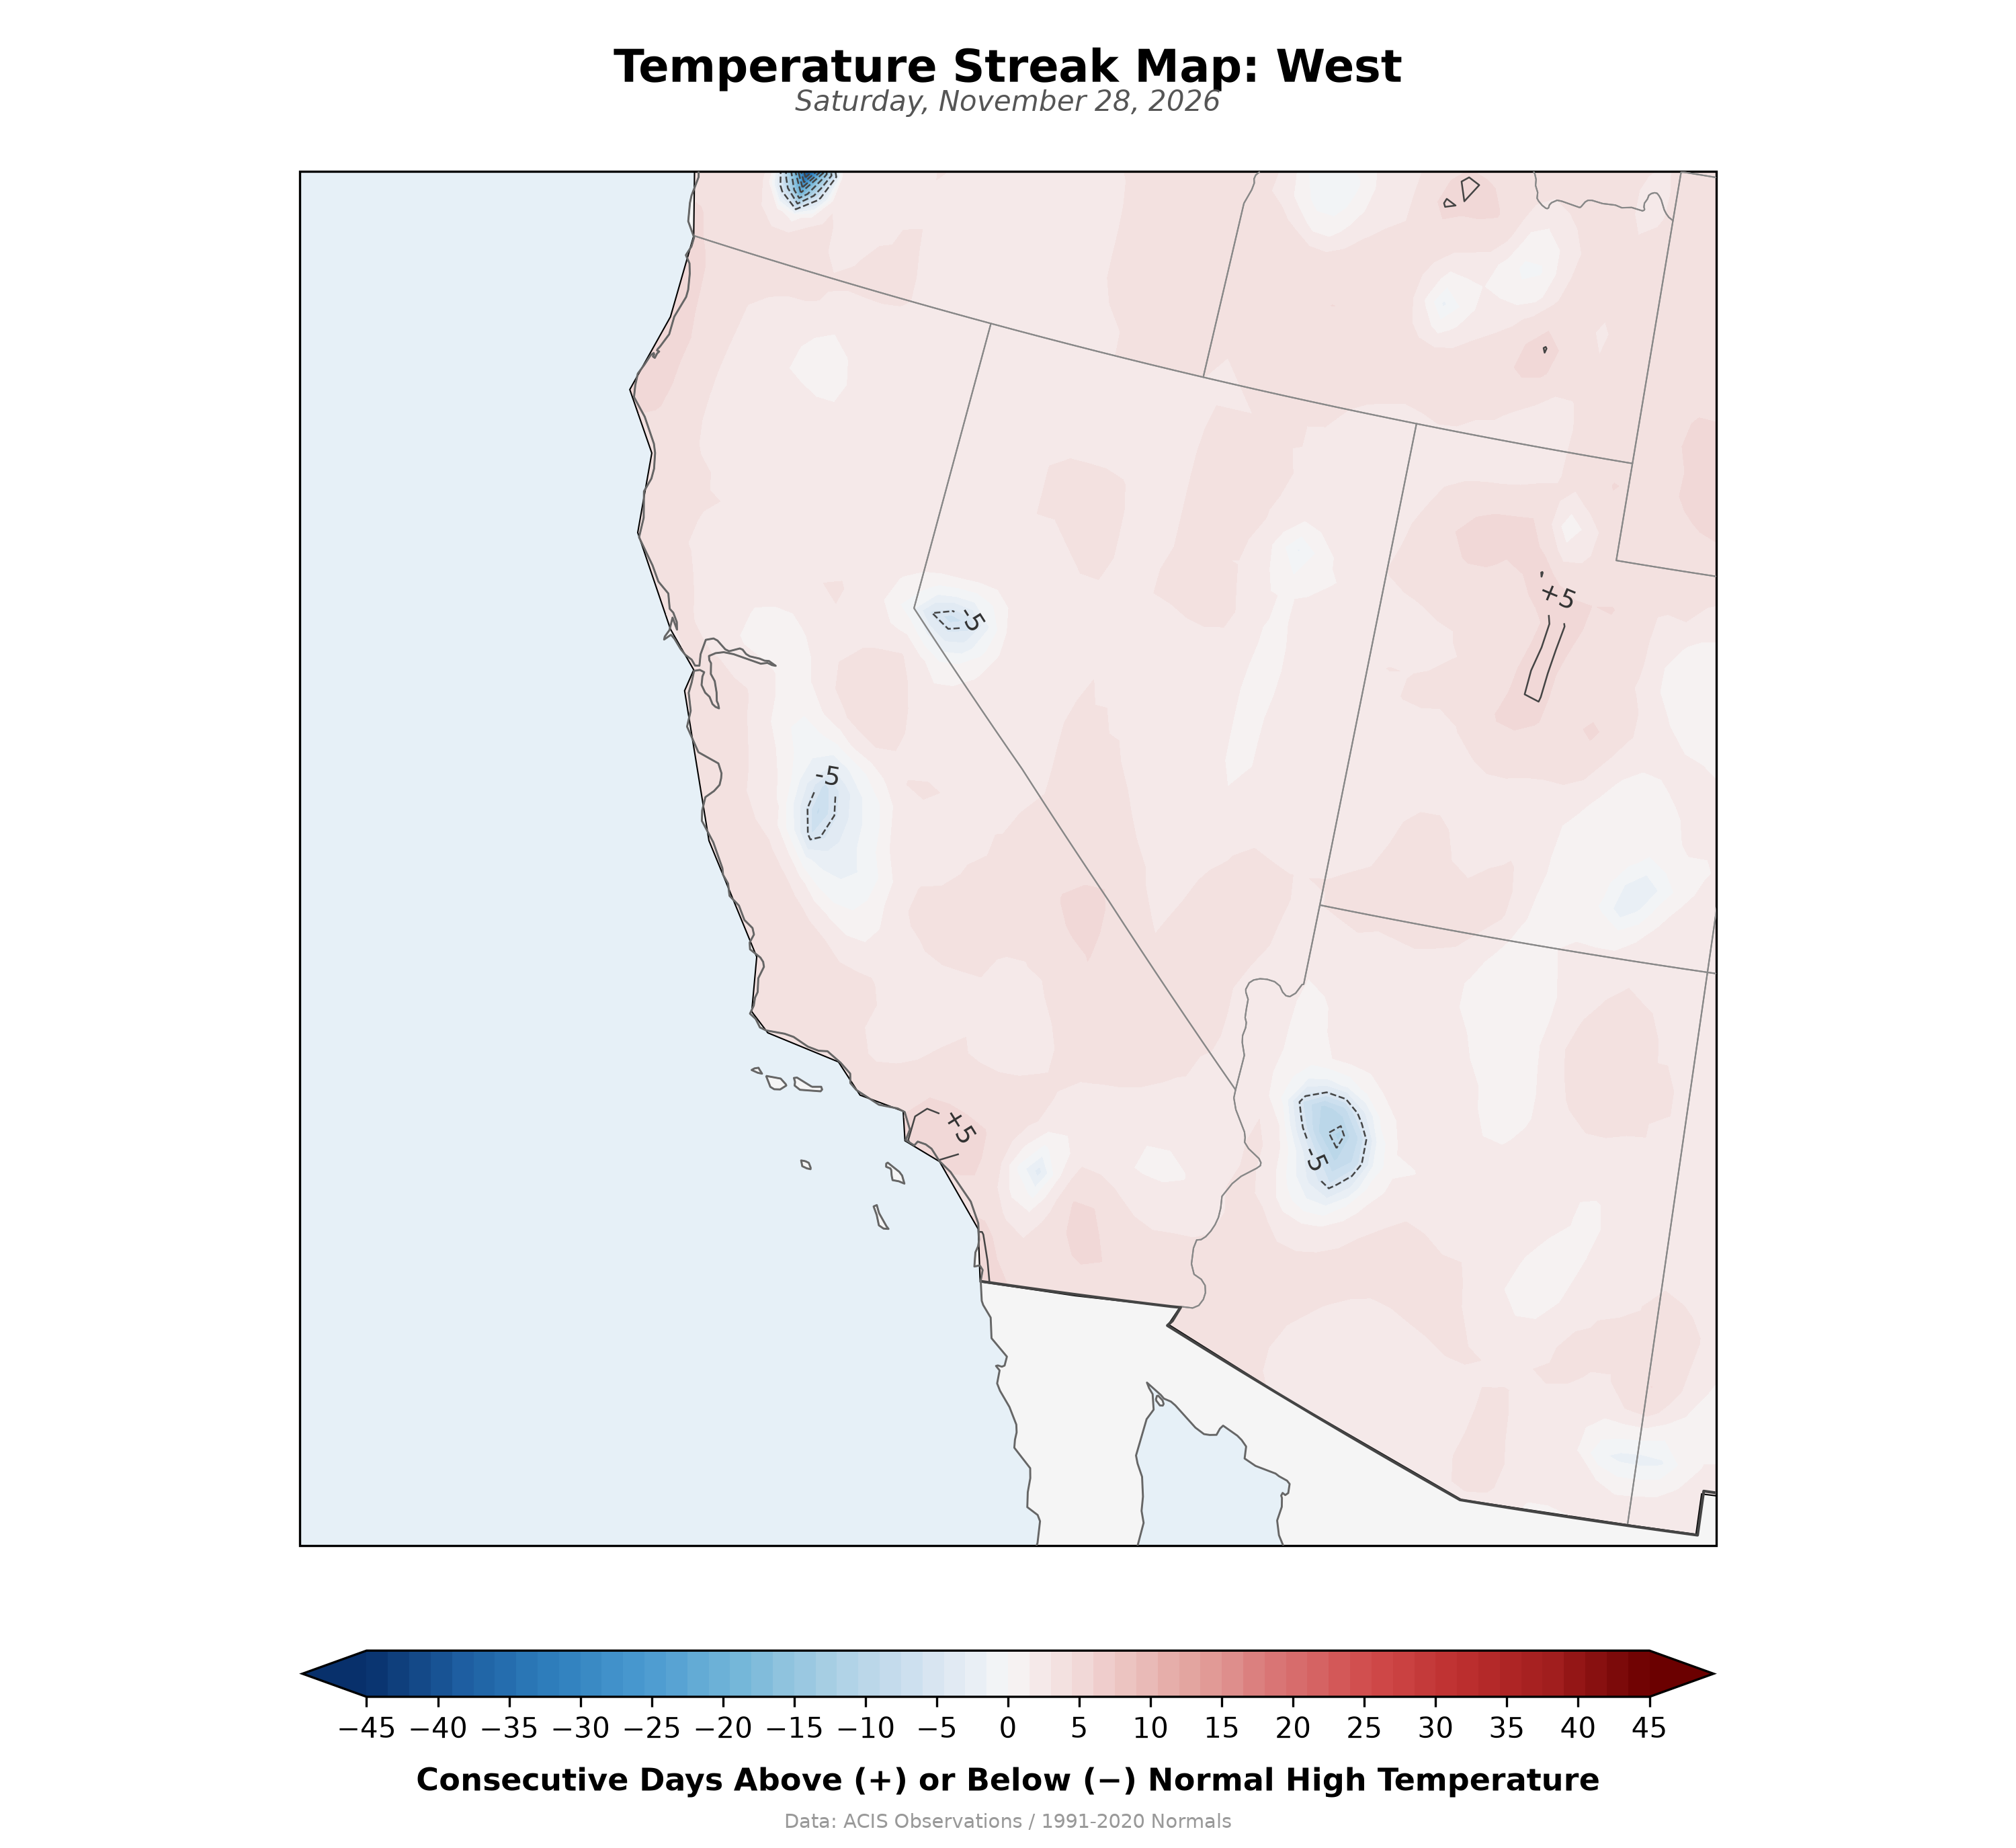 Temperature Streak Map: West
Saturday, November 28, 2026
+5
-5
-5
+5
-5
−45 −40 −35 −30 −25 −20 −15 −10 −5 0 5 10 15 20 25 30 35 40 45
Consecutive Days Above (+) or Below (−) Normal High Temperature
Data: ACIS Observations / 1991-2020 Normals